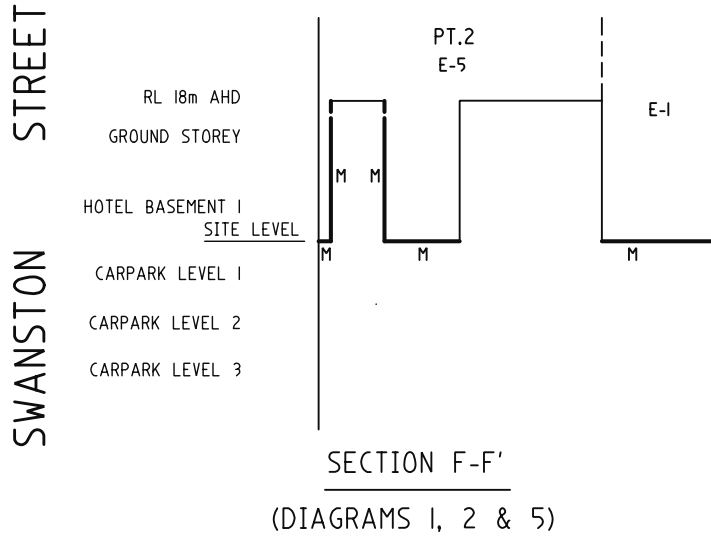 SWANSTON STREET
PT.2
E-5
RL 18m AHD
E-1
GROUND STOREY
M M
HOTEL BASEMENT 1
SITE LEVEL
M M M
CARPARK LEVEL 1
CARPARK LEVEL 2
CARPARK LEVEL 3
SECTION F-F'
(DIAGRAMS 1, 2 & 5)